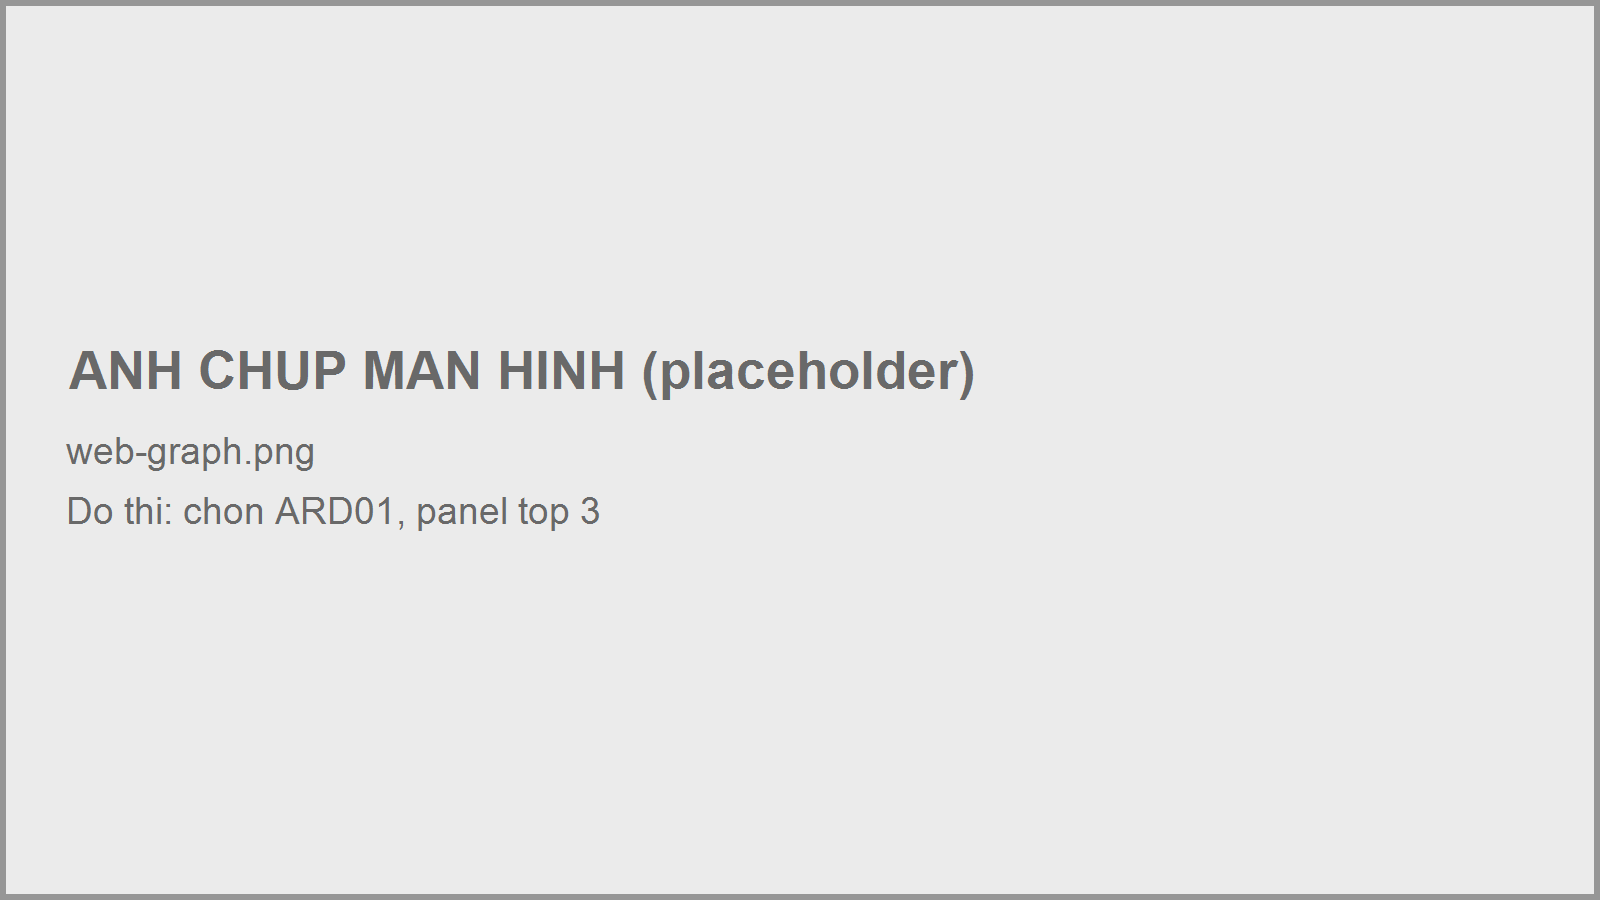 ANH CHUP MAN HINH (placeholder)
web-graph.png
Do thi: chon ARD01, panel top 3